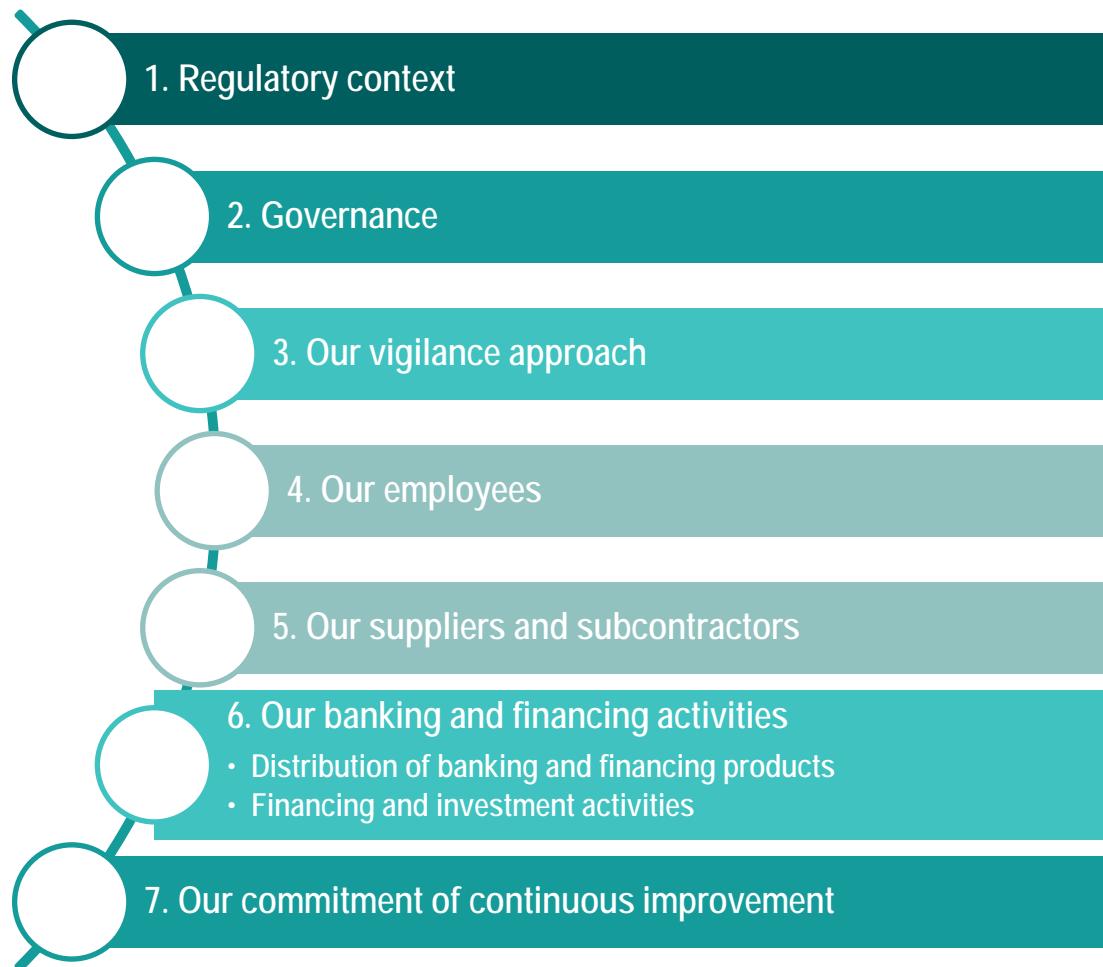 1. Regulatory context
2. Governance
3. Our vigilance approach
4. Our employees
5. Our suppliers and subcontractors
6. Our banking and financing activities
• Distribution of banking and financing products
• Financing and investment activities
7. Our commitment of continuous improvement